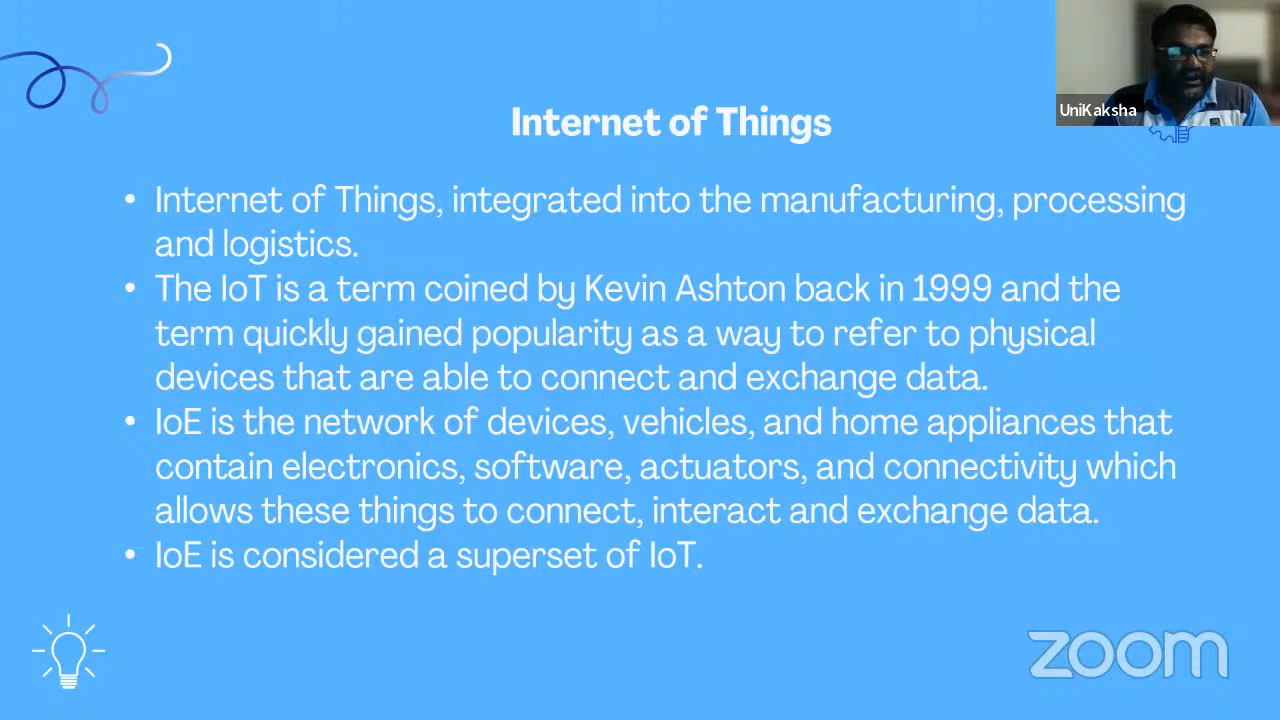 UniKaksha
Internet of Things
• Internet of Things, integrated into the manufacturing, processing
and logistics.
• The IoT is a term coined by Kevin Ashton back in 1999 and the
term quickly gained popularity as a way to refer to physical
devices that are able to connect and exchange data.
• IoE is the network of devices, vehicles, and home appliances that
contain electronics, software, actuators, and connectivity which
allows these things to connect, interact and exchange data.
• IoE is considered a superset of IoT.
zoom